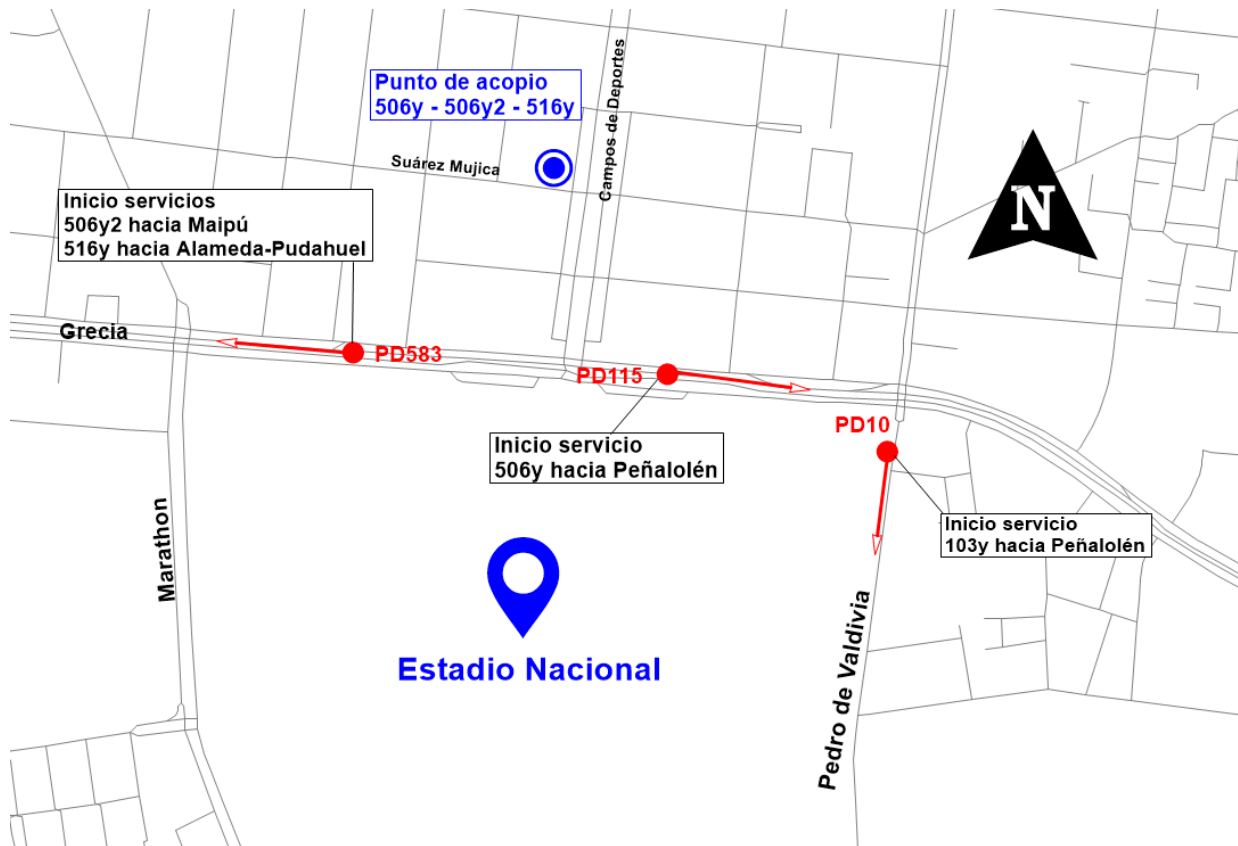 Punto de acopio
506y - 506y2 - 516y
Campos de Deportes
Suárez Mujica
Inicio servicios
506y2 hacia Maipú
516y hacia Alameda-Pudahuel
N
Grecia
PD583
PD115
PD10
Inicio servicio
506y hacia Peñalolén
Inicio servicio
103y hacia Peñalolén
Marathon
Pedro de Valdivia
Estadio Nacional